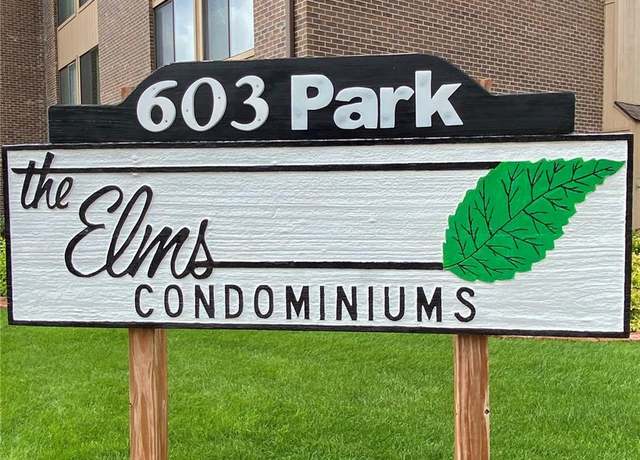 603 Park
the
Elms
CONDOMINIUMS